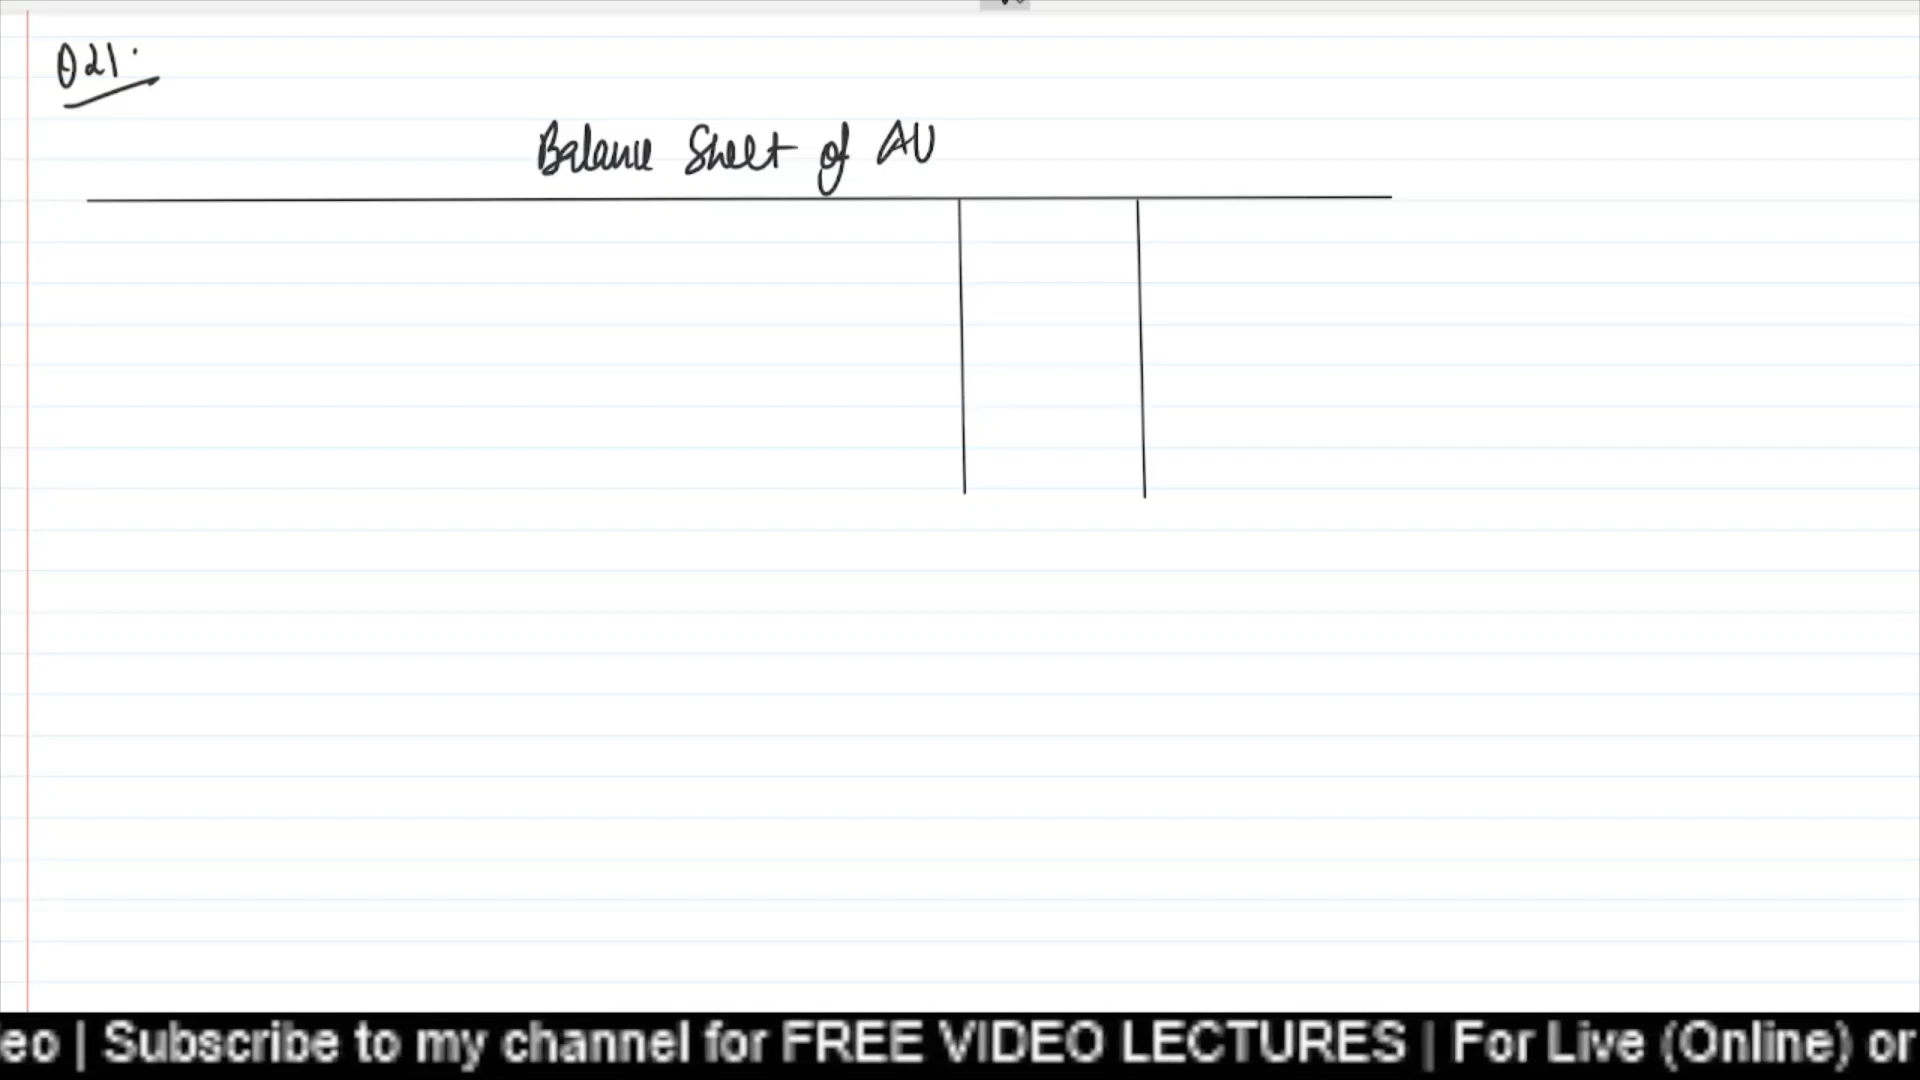 Q21.
Balance Sheet of AU
eo | Subscribe to my channel for FREE VIDEO LECTURES | For Live (Online) or